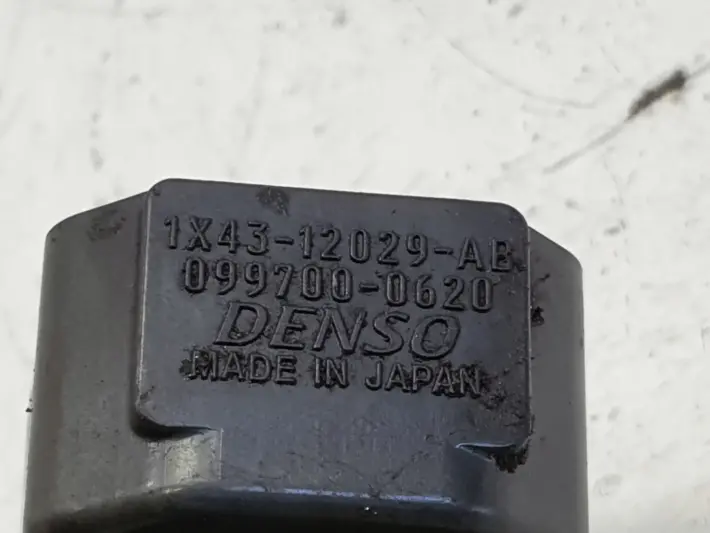 1X43-12029-AB
099700-0620
DENSO
MADE IN JAPAN